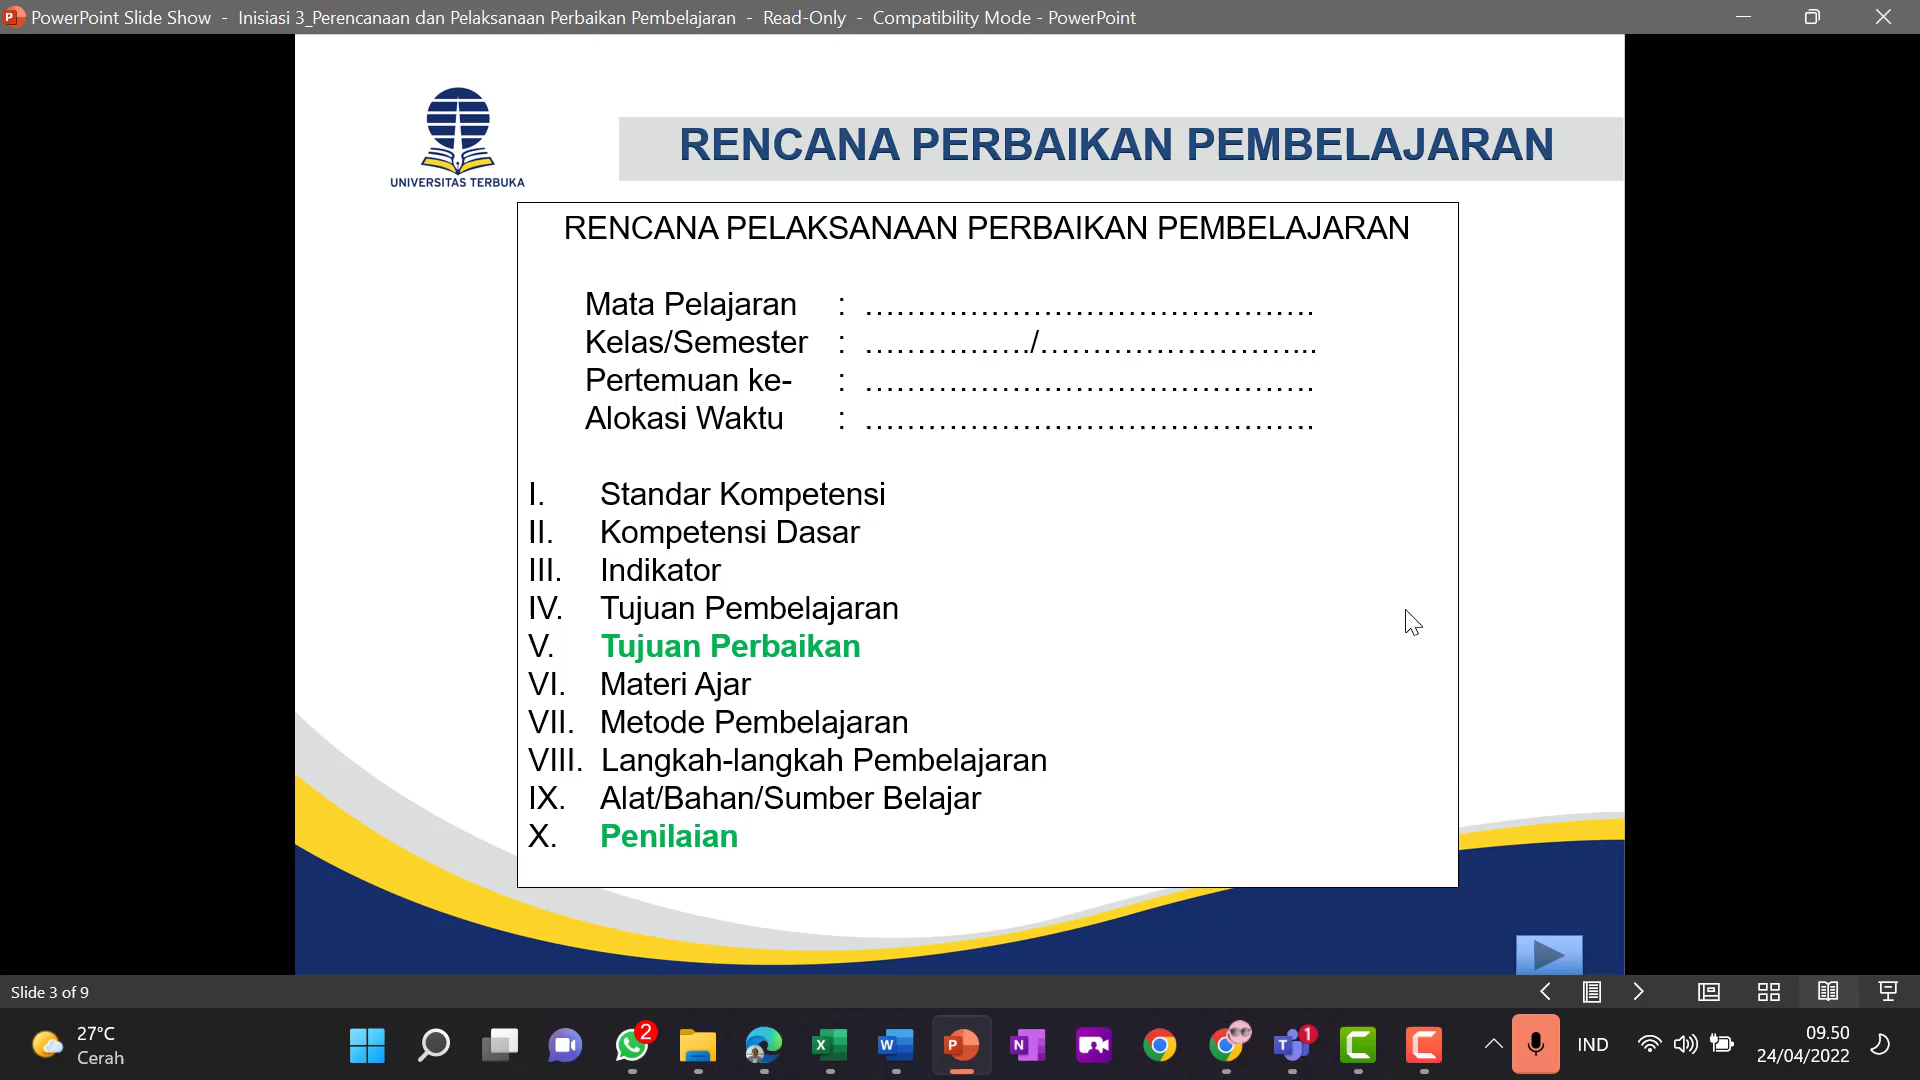 PowerPoint Slide Show - Inisiasi 3_Perencanaan dan Pelaksanaan Perbaikan Pembelajaran - Read-Only - Compatibility Mode - PowerPoint
UNIVERSITAS TERBUKA
RENCANA PERBAIKAN PEMBELAJARAN
RENCANA PELAKSANAAN PERBAIKAN PEMBELAJARAN
Mata Pelajaran : …………………………………….
Kelas/Semester : ……………./……………………...
Pertemuan ke- : …………………………………….
Alokasi Waktu : …………………………………….
I. Standar Kompetensi
II. Kompetensi Dasar
III. Indikator
IV. Tujuan Pembelajaran
V. Tujuan Perbaikan
VI. Materi Ajar
VII. Metode Pembelajaran
VIII. Langkah-langkah Pembelajaran
IX. Alat/Bahan/Sumber Belajar
X. Penilaian
Slide 3 of 9
27°C
Cerah
2
1
IND
09.50
24/04/2022